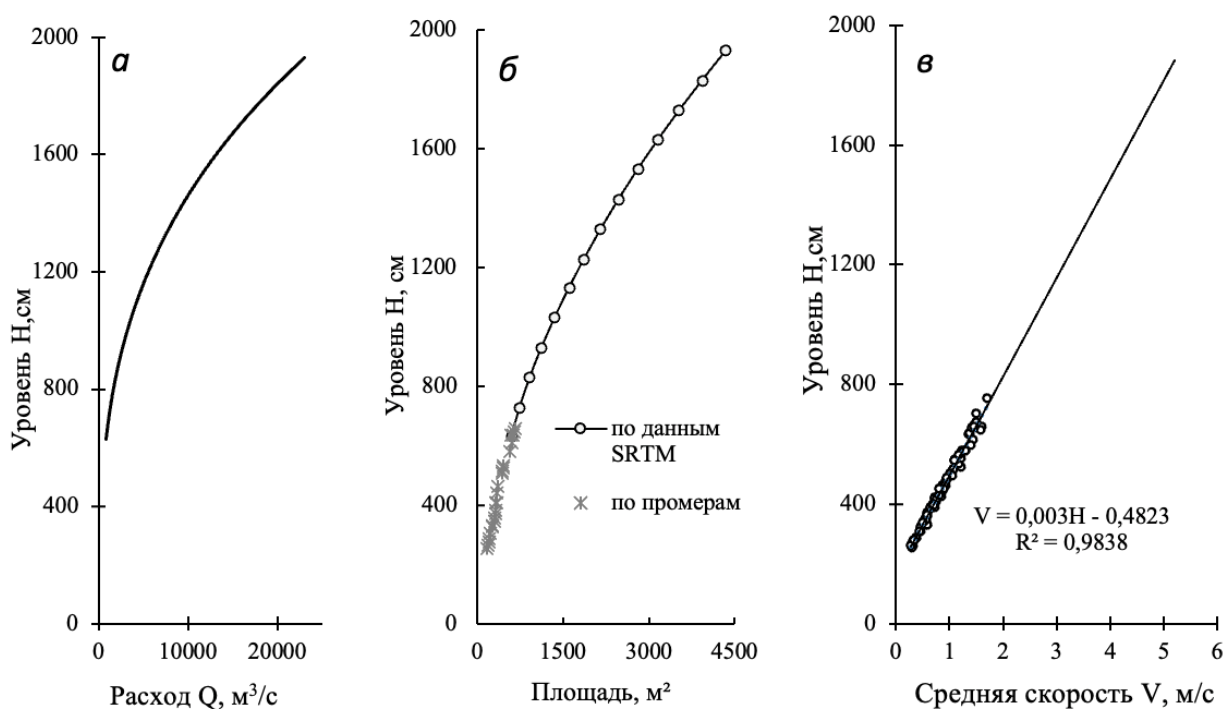 а
2000
1600
1200
800
400
0
0
10000
20000
Уровень H,см
Расход Q, м³/с
б
2000
1600
1200
800
400
0
0
1500
3000
4500
Уровень H, см
Площадь, м²
по данным
SRTM
по промерам
в
2000
1600
1200
800
400
0
0
1
2
3
4
5
6
Уровень H,см
Средняя скорость V, м/с
V = 0,003H - 0,4823
R² = 0,9838